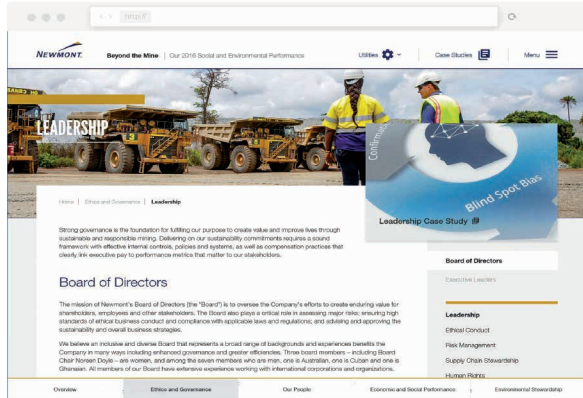 http://
NEWMONT. Beyond the Mine | Our 2016 Social and Environmental Performance Utilities Case Studies Menu
LEADERSHIP
Blind Spot Bias
Leadership Case Study
Home | Ethics and Governance | Leadership
Strong governance is the foundation for fulfilling our purpose to create value and improve lives through
sustainable and responsible mining. Delivering on our sustainability commitments requires a sound
framework with effective internal controls, policies and systems, as well as compensation practices that
clearly link executive pay to performance metrics that matter to our stakeholders.
Board of Directors
The mission of Newmont's Board of Directors (the "Board") is to oversee the Company's efforts to create enduring value for
shareholders, employees and other stakeholders. The Board also plays a critical role in assessing major risks; ensuring high
standards of ethical business conduct and compliance with applicable laws and regulations; and advising and approving the
sustainability and overall business strategies.
We believe an inclusive and diverse Board that represents a broad range of backgrounds and experiences benefits the
Company in many ways including enhanced governance and greater efficiencies. Three board members – including Board
Chair Noreen Doyle – are women, and among the seven members who are man, one is Australian, one is Cuban and one is
Ghanaian. All members of our Board have extensive experience working with international corporations and organizations.
Board of Directors
Executive Leaders
Leadership
Ethical Conduct
Risk Management
Supply Chain Stewardship
Human Rights
Overview Ethics and Governance Our People Economic and Social Performance Environmental Stewardship